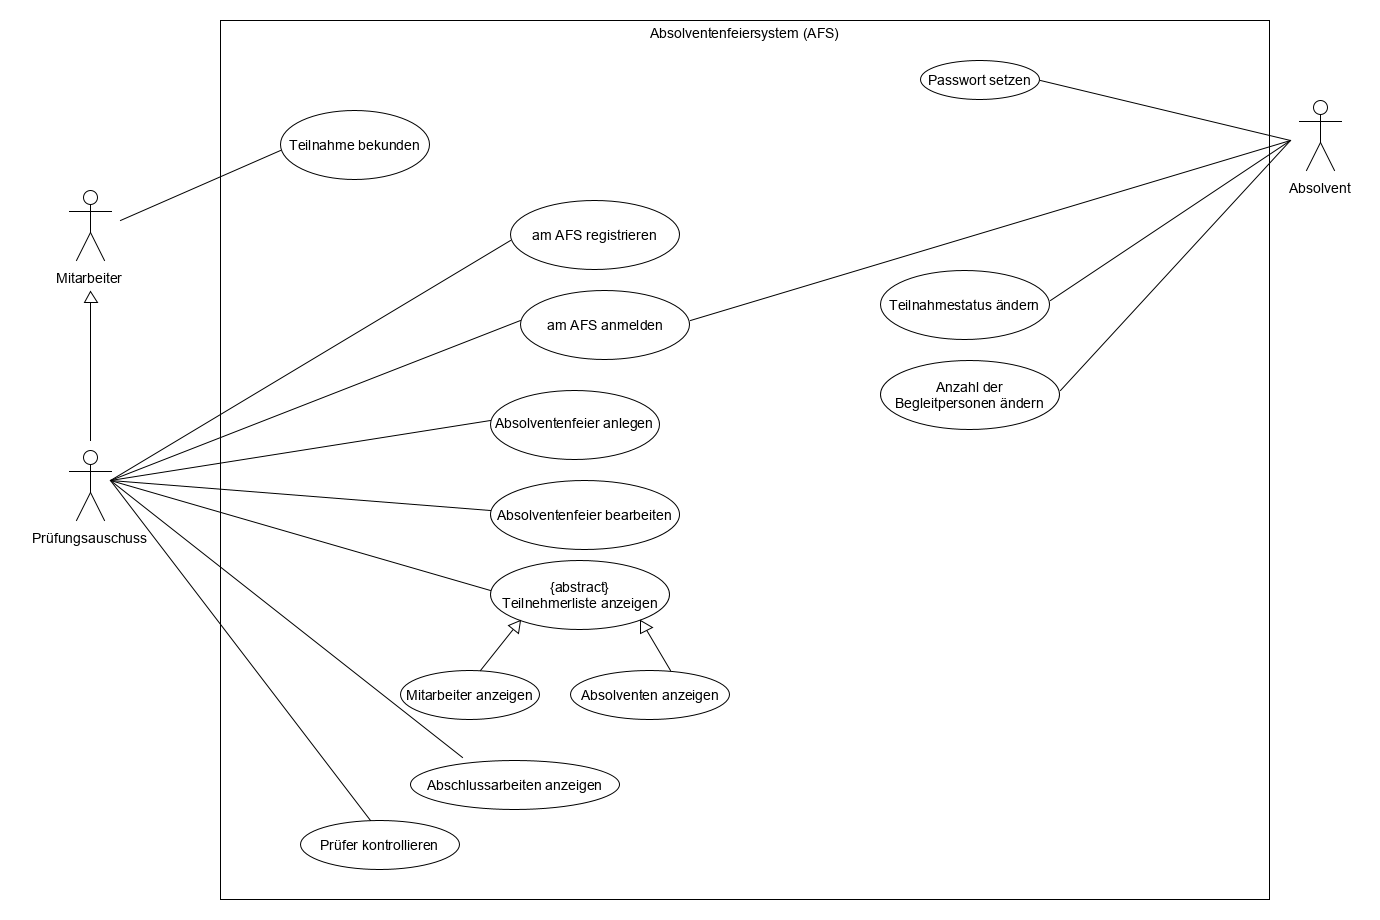 Absolventenfeiersystem (AFS)
Passwort setzen
Teilnahme bekunden
Absolvent
am AFS registrieren
Mitarbeiter
Teilnahmestatus ändern
am AFS anmelden
Anzahl der
Begleitpersonen ändern
Absolventenfeier anlegen
Absolventenfeier bearbeiten
Prüfungsauschuss
{abstract}
Teilnehmerliste anzeigen
Mitarbeiter anzeigen
Absolventen anzeigen
Abschlussarbeiten anzeigen
Prüfer kontrollieren